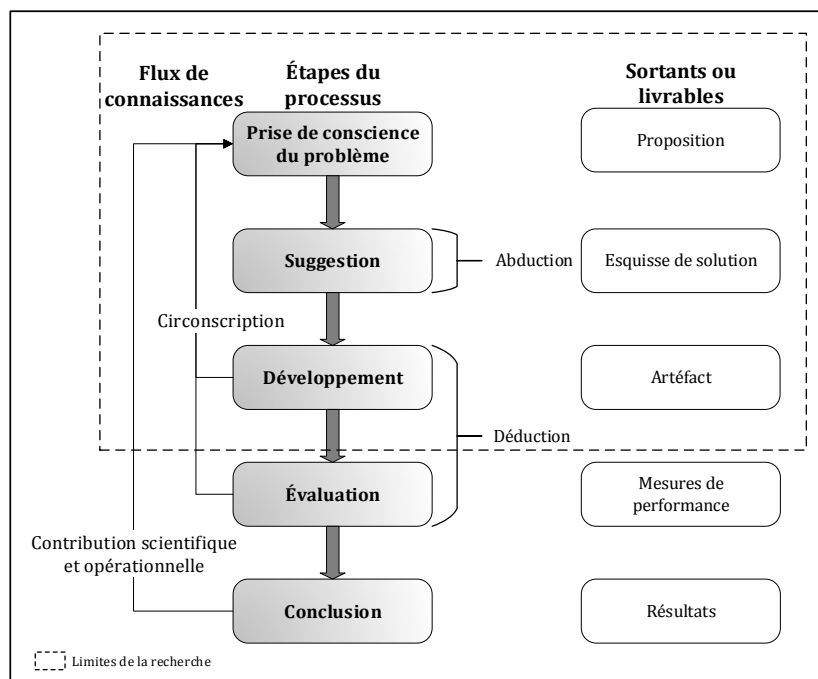 Flux de
connaissances
Étapes du
processus
Sortants ou
livrables
Prise de conscience
du problème
Proposition
Suggestion
Abduction
Esquisse de solution
Circonscription
Développement
Artéfact
Déduction
Évaluation
Mesures de
performance
Contribution scientifique
et opérationnelle
Conclusion
Résultats
Limites de la recherche